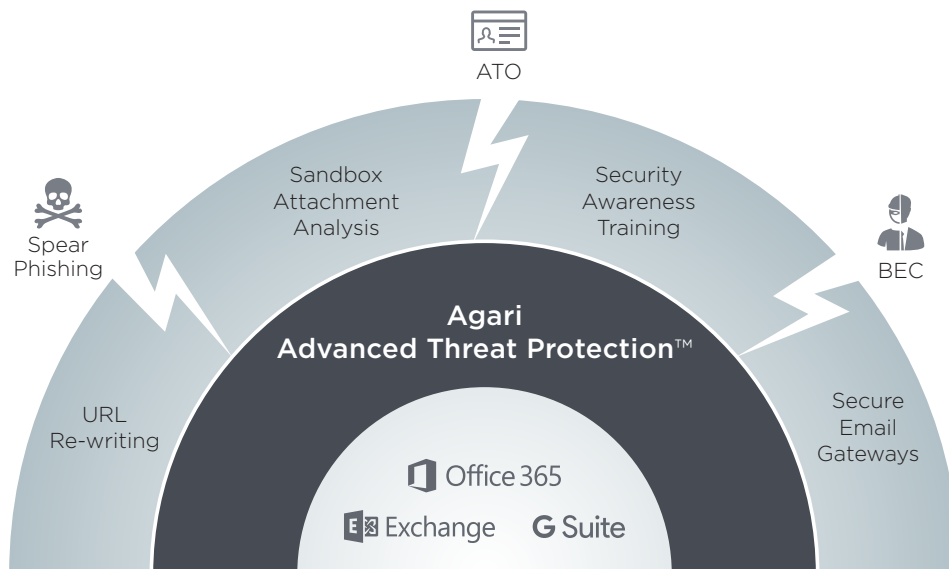 ATO
Sandbox
Attachment
Analysis
Security
Awareness
Training
Spear
Phishing
BEC
Agari
Advanced Threat Protection™
URL
Re-writing
Secure
Email
Gateways
Office 365
E Exchange
G Suite